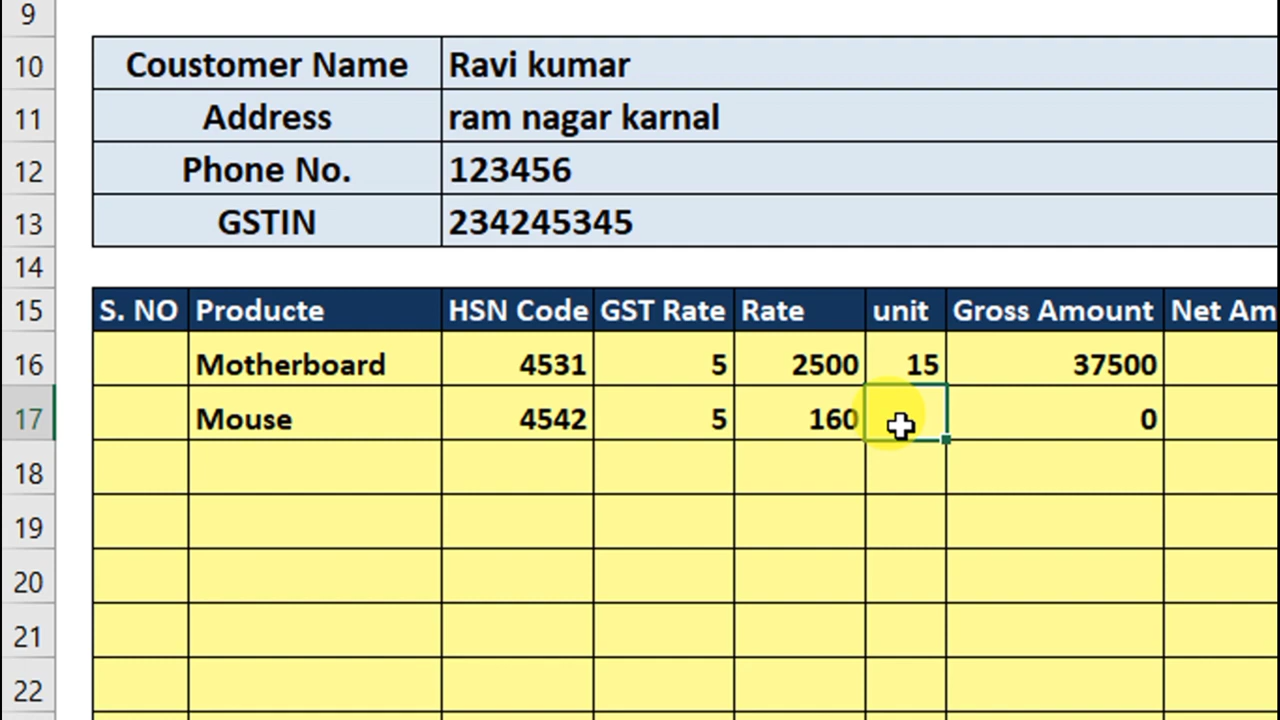 9
10 Coustomer Name Ravi kumar
11 Address ram nagar karnal
12 Phone No. 123456
13 GSTIN 234245345
14
15 S. NO Producte HSN Code GST Rate Rate unit Gross Amount Net Am
16 Motherboard 4531 5 2500 15 37500
17 Mouse 4542 5 160 0
18
19
20
21
22